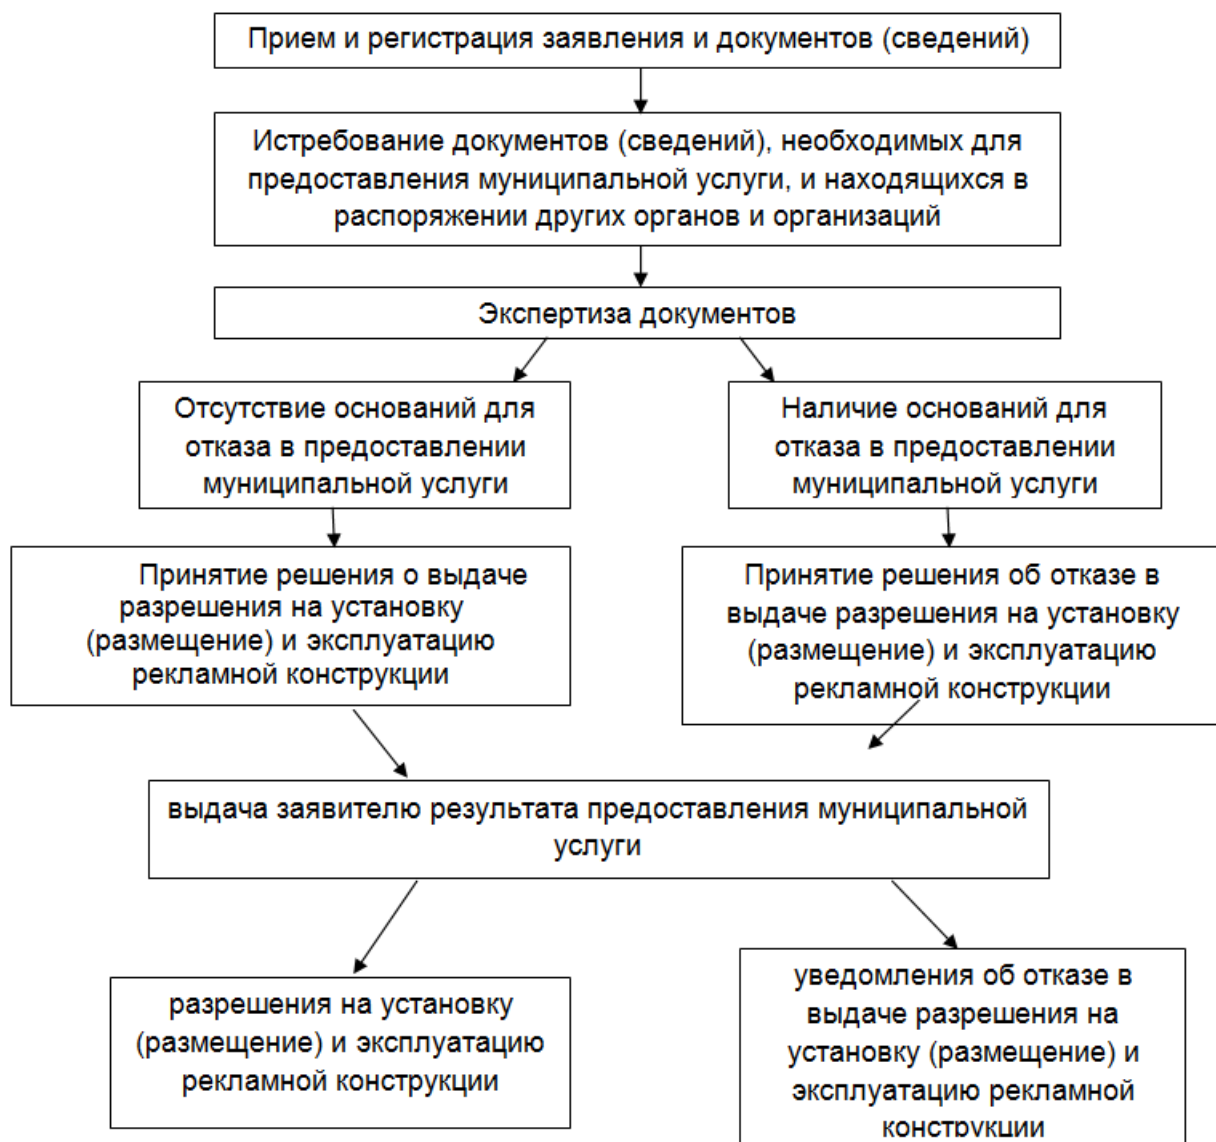 Прием и регистрация заявления и документов (сведений)
Истребование документов (сведений), необходимых для
предоставления муниципальной услуги, и находящихся в
распоряжении других органов и организаций
Экспертиза документов
Отсутствие оснований для
отказа в предоставлении
муниципальной услуги
Наличие оснований для
отказа в предоставлении
муниципальной услуги
Принятие решения о выдаче
разрешения на установку
(размещение) и эксплуатацию
рекламной конструкции
Принятие решения об отказе в
выдаче разрешения на установку
(размещение) и эксплуатацию
рекламной конструкции
выдача заявителю результата предоставления муниципальной
услуги
разрешения на установку
(размещение) и эксплуатацию
рекламной конструкции
уведомления об отказе в
выдаче разрешения на
установку (размещение) и
эксплуатацию рекламной
конструкции